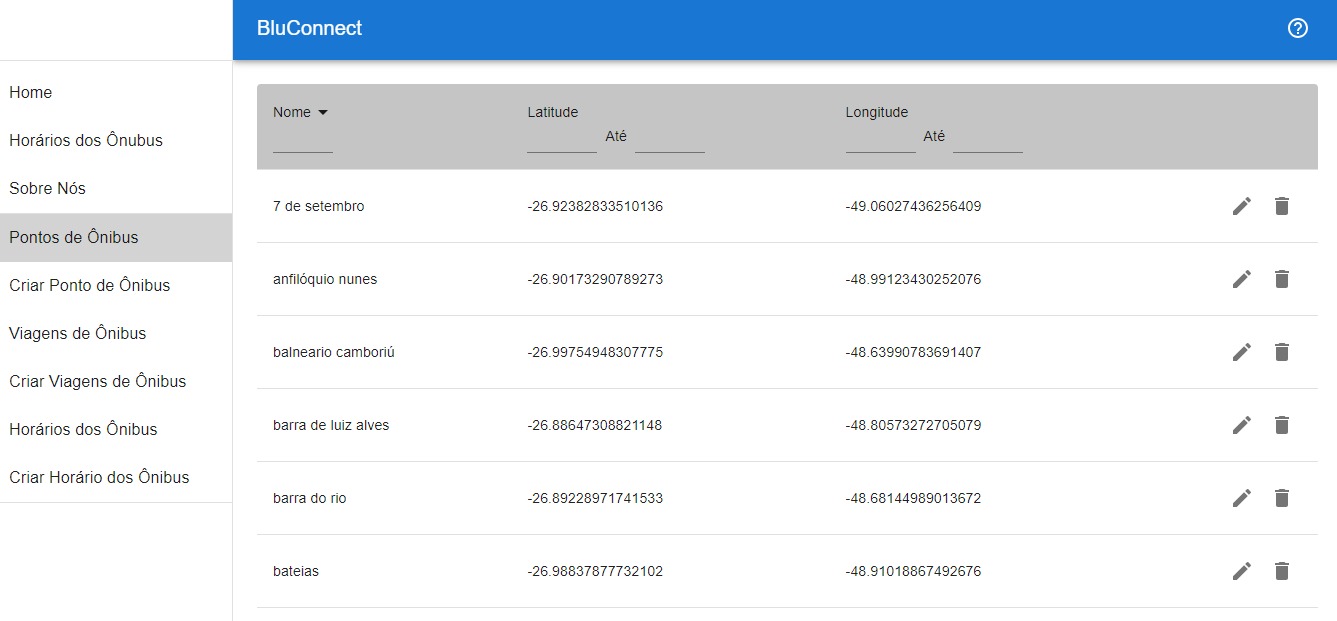 BluConnect
Home
Horários dos Ônubus
Sobre Nós
Pontos de Ônibus
Criar Ponto de Ônibus
Viagens de Ônibus
Criar Viagens de Ônibus
Horários dos Ônibus
Criar Horário dos Ônibus
Nome Latitude Longitude
Até Até
7 de setembro -26.92382833510136 -49.06027436256409
anfilóquio nunes -26.90173290789273 -48.99123430252076
balneario camboriú -26.99754948307775 -48.63990783691407
barra de luiz alves -26.88647308821148 -48.80573272705079
barra do rio -26.89228971741533 -48.68144989013672
bateias -26.98837877732102 -48.91018867492676